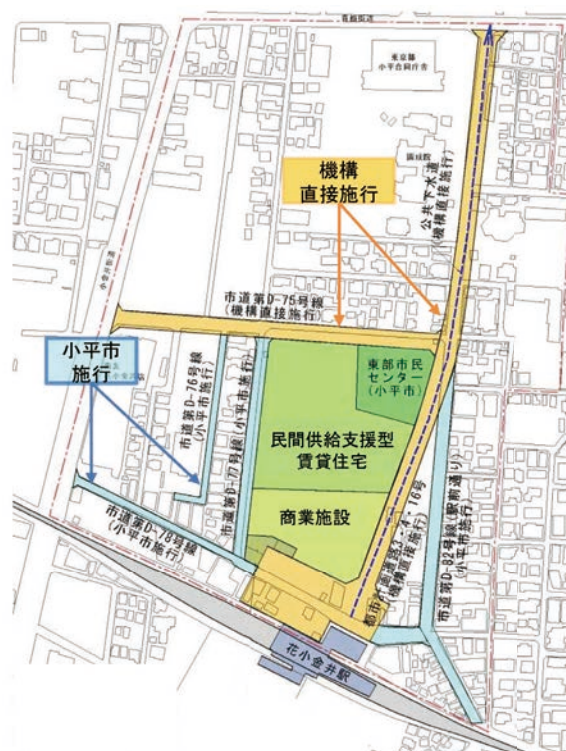 青梅街道
東京都
小平合同庁舎
圓成院
機構
直接施行
公共下水道
(機構直接施行)
小金井街道
市道第D-75号線
(機構直接施行)
小平市
施行
東部市民
センター
(小平市)
市道第D-76号線
(小平市施行)
市道第D-77号線(小平市施行)
民間供給支援型
賃貸住宅
商業施設
市道第D-78号線
(小平市施行)
都市計画道路3・4・16号
(機構直接施行)
市道第D-82号線(駅前通り)
(小平市施行)
花小金井駅